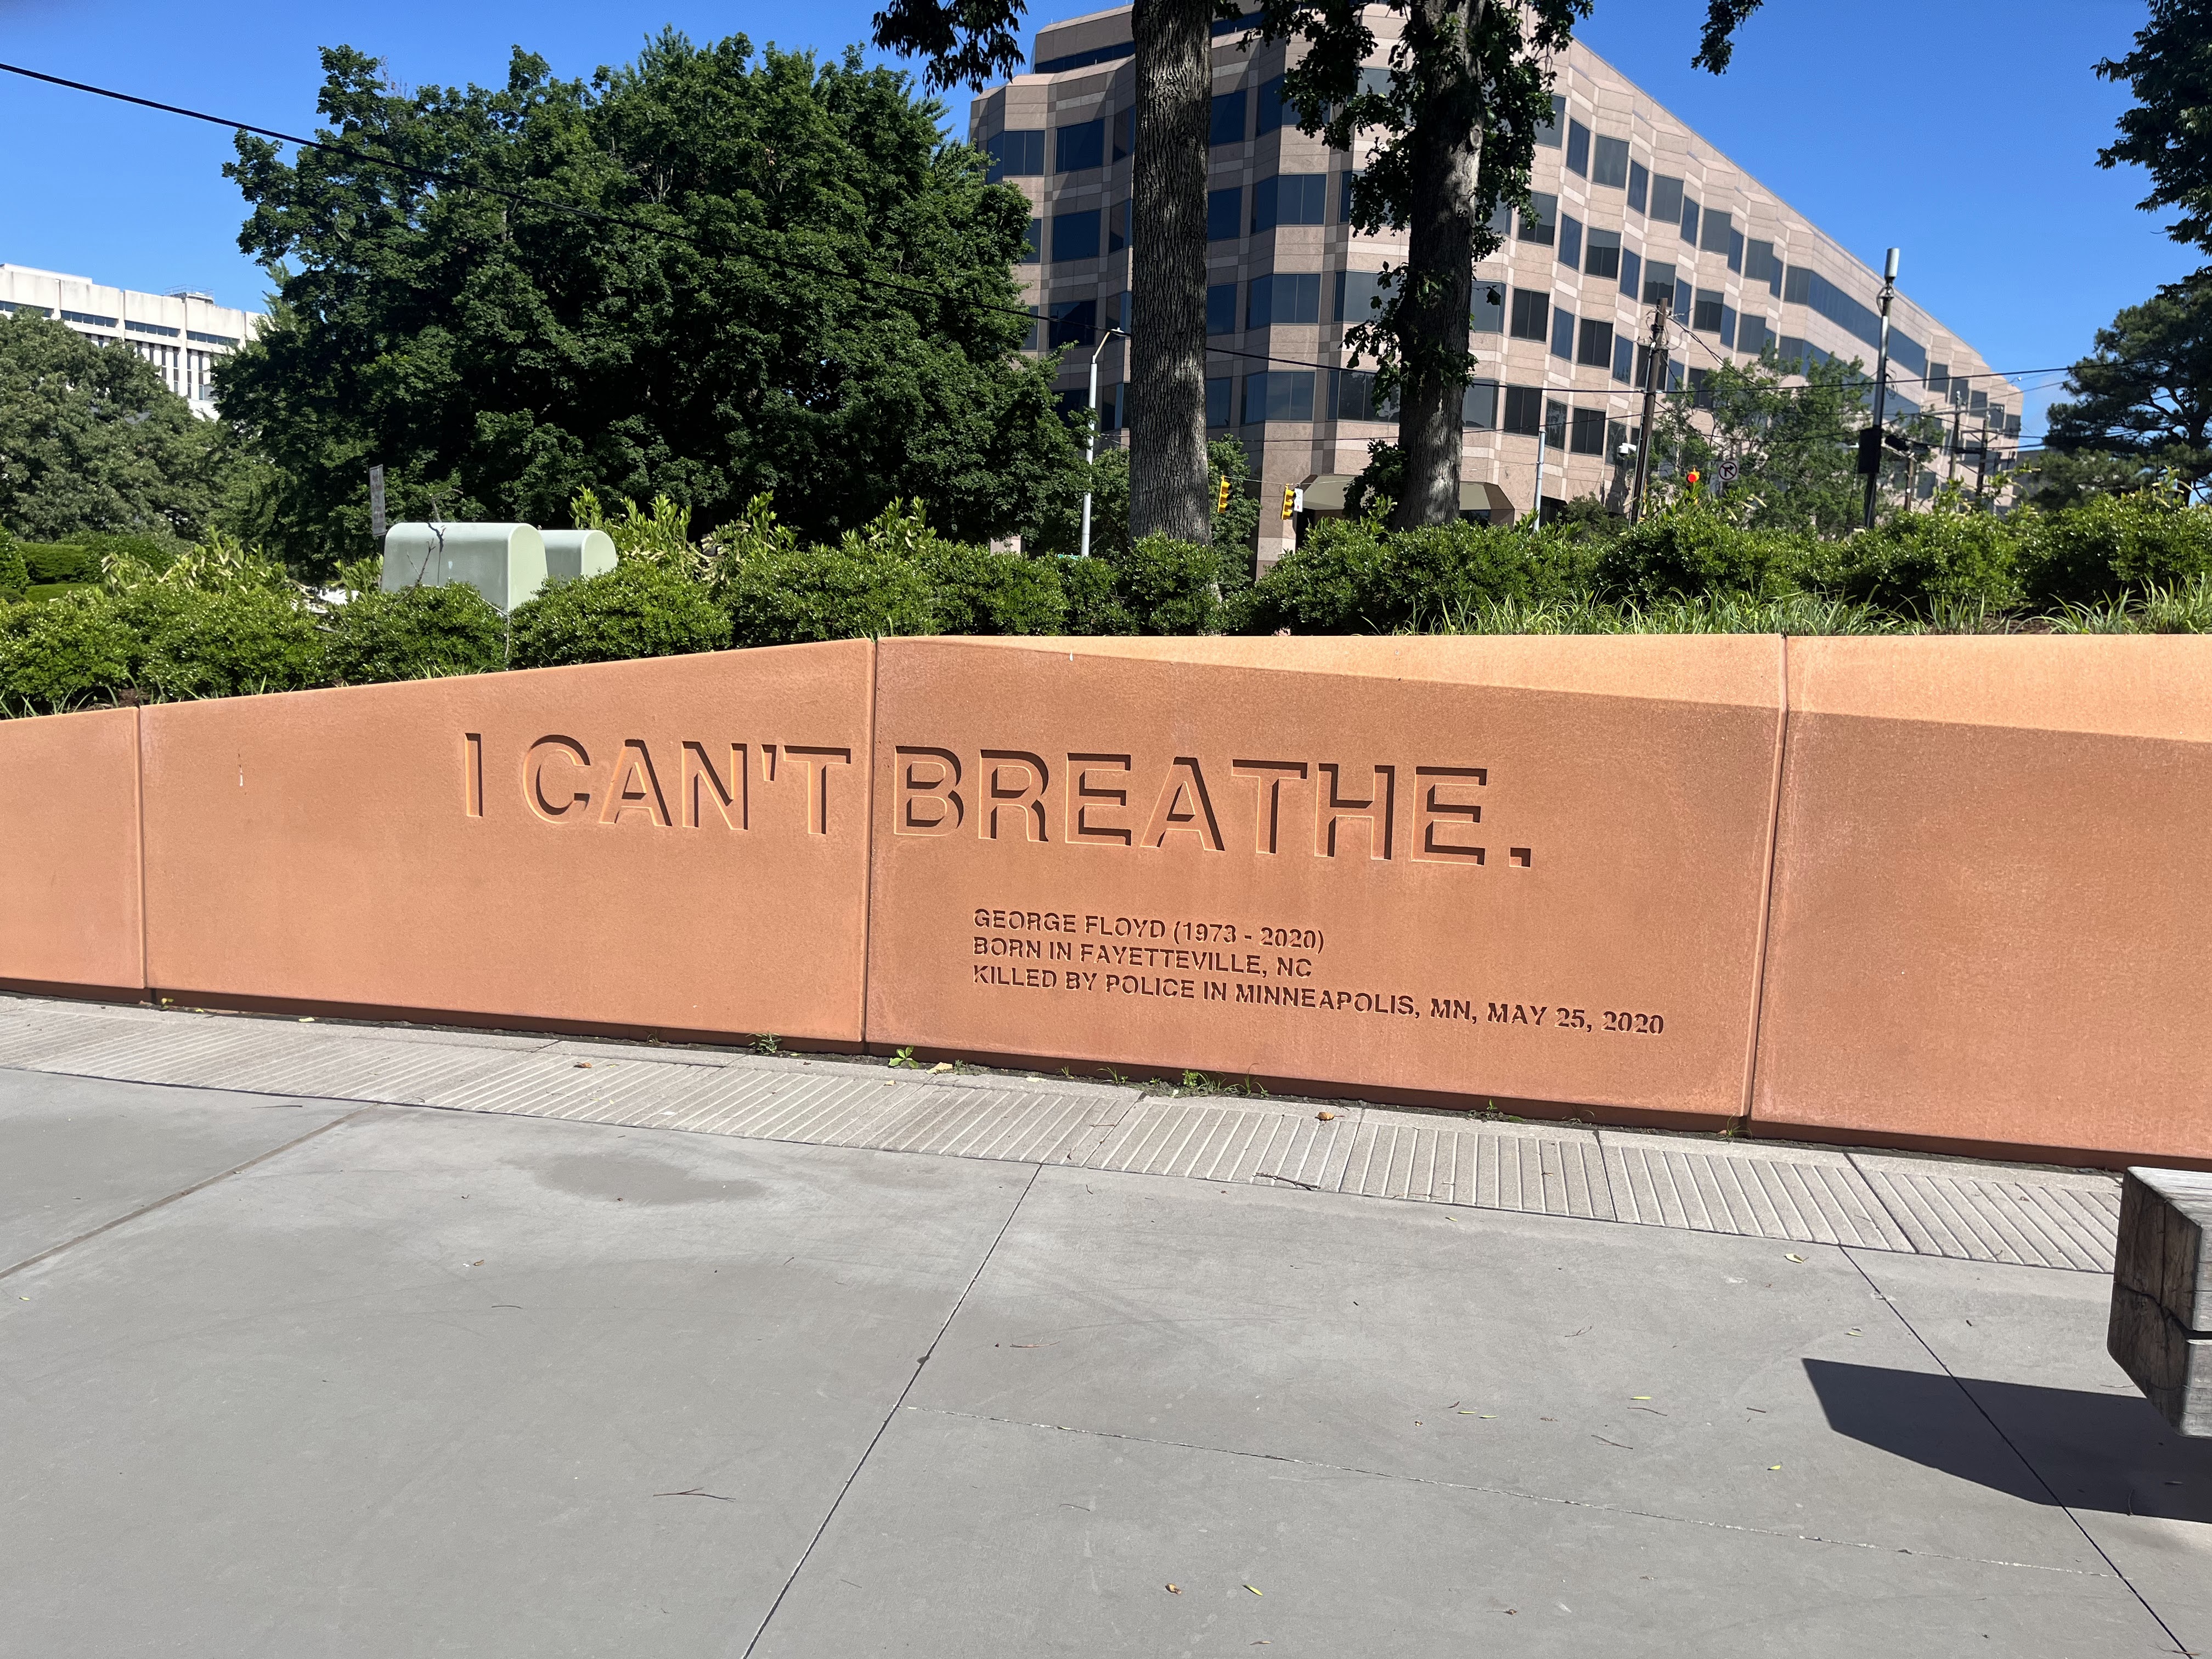 I CAN'T BREATHE.
GEORGE FLOYD (1973 - 2020)
BORN IN FAYETTEVILLE, NC
KILLED BY POLICE IN MINNEAPOLIS, MN, MAY 25, 2020